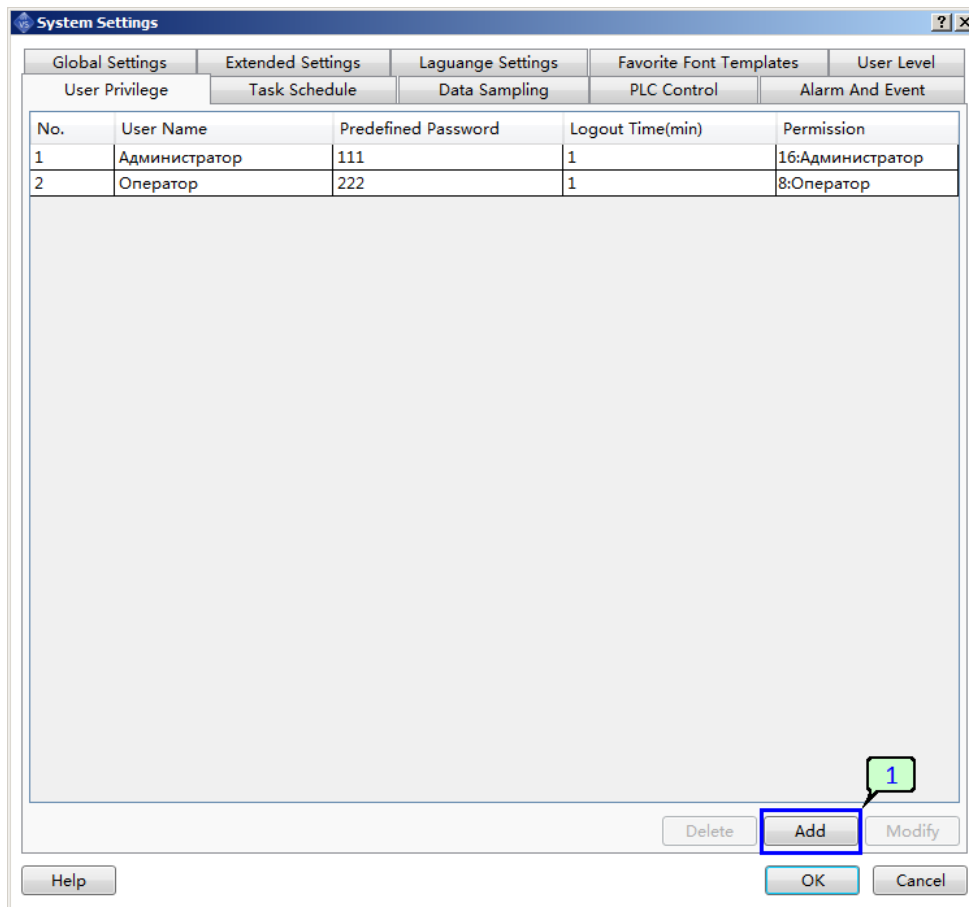 System Settings
Global Settings Extended Settings Laguange Settings Favorite Font Templates User Level
User Privilege Task Schedule Data Sampling PLC Control Alarm And Event
No. User Name Predefined Password Logout Time(min) Permission
1 Администратор 111 1 16:Администратор
2 Оператор 222 1 8:Оператор
1
Delete Add Modify
Help OK Cancel